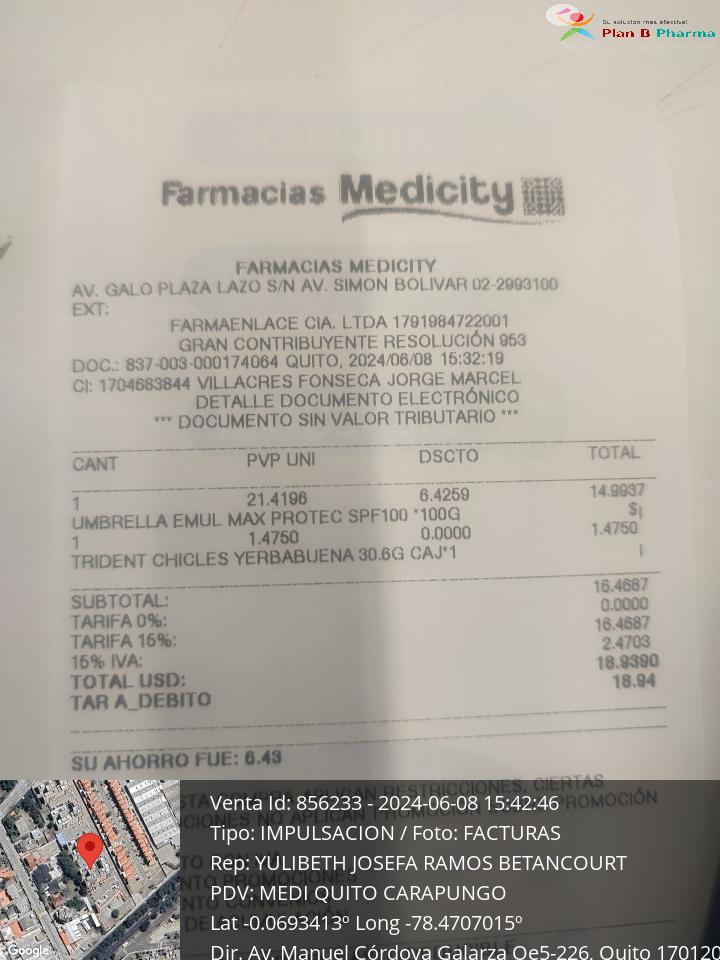 Su solución más efectiva!
Plan B Pharma
Farmacias Medicity
FARMACIAS MEDICITY
AV. GALO PLAZA LAZO S/N AV. SIMON BOLIVAR 02-2993100
EXT:
FARMAENLACE CIA. LTDA 1791984722001
GRAN CONTRIBUYENTE RESOLUCIÓN 953
DOC.: 837-003-000174064 QUITO, 2024/06/08 15:32:19
CI: 1704683844 VILLACRES FONSECA JORGE MARCEL
DETALLE DOCUMENTO ELECTRÓNICO
*** DOCUMENTO SIN VALOR TRIBUTARIO ***
CANT PVP UNI DSCTO TOTAL
1 21.4196 6.4259 14.9937
UMBRELLA EMUL MAX PROTEC SPF100 *100G $|
1 1.4750 0.0000 1.4750
TRIDENT CHICLES YERBABUENA 30.6G CAJ*1 |
SUBTOTAL: 16.4687
TARIFA 0%: 0.0000
TARIFA 15%: 16.4687
15% IVA: 2.4703
TOTAL USD: 18.9390
TAR A_DEBITO 18.94
SU AHORRO FUE: 6.43
APLICAN RESTRICCIONES, CIERTAS
NO APLICAN PROMOCIÓN
Venta Id: 856233 - 2024-06-08 15:42:46
Tipo: IMPULSACION / Foto: FACTURAS
Rep: YULIBETH JOSEFA RAMOS BETANCOURT
PDV: MEDI QUITO CARAPUNGO
Lat -0.0693413º Long -78.4707015º
Dir. Av. Manuel Córdova Galarza Oe5-226, Quito 170120
Google